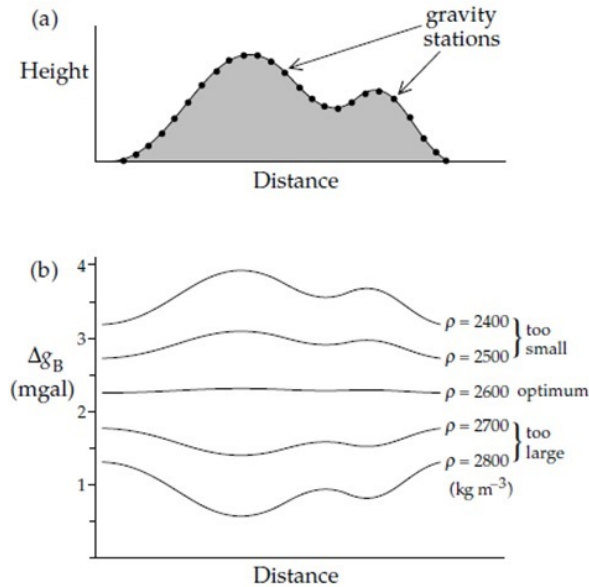 (a)
gravity
stations
Height
Distance
(b)
4
3
Δg_B
(mgal)
2
1
ρ = 2400
ρ = 2500
too
small
ρ = 2600 optimum
ρ = 2700
ρ = 2800
too
large
(kg m⁻³)
Distance